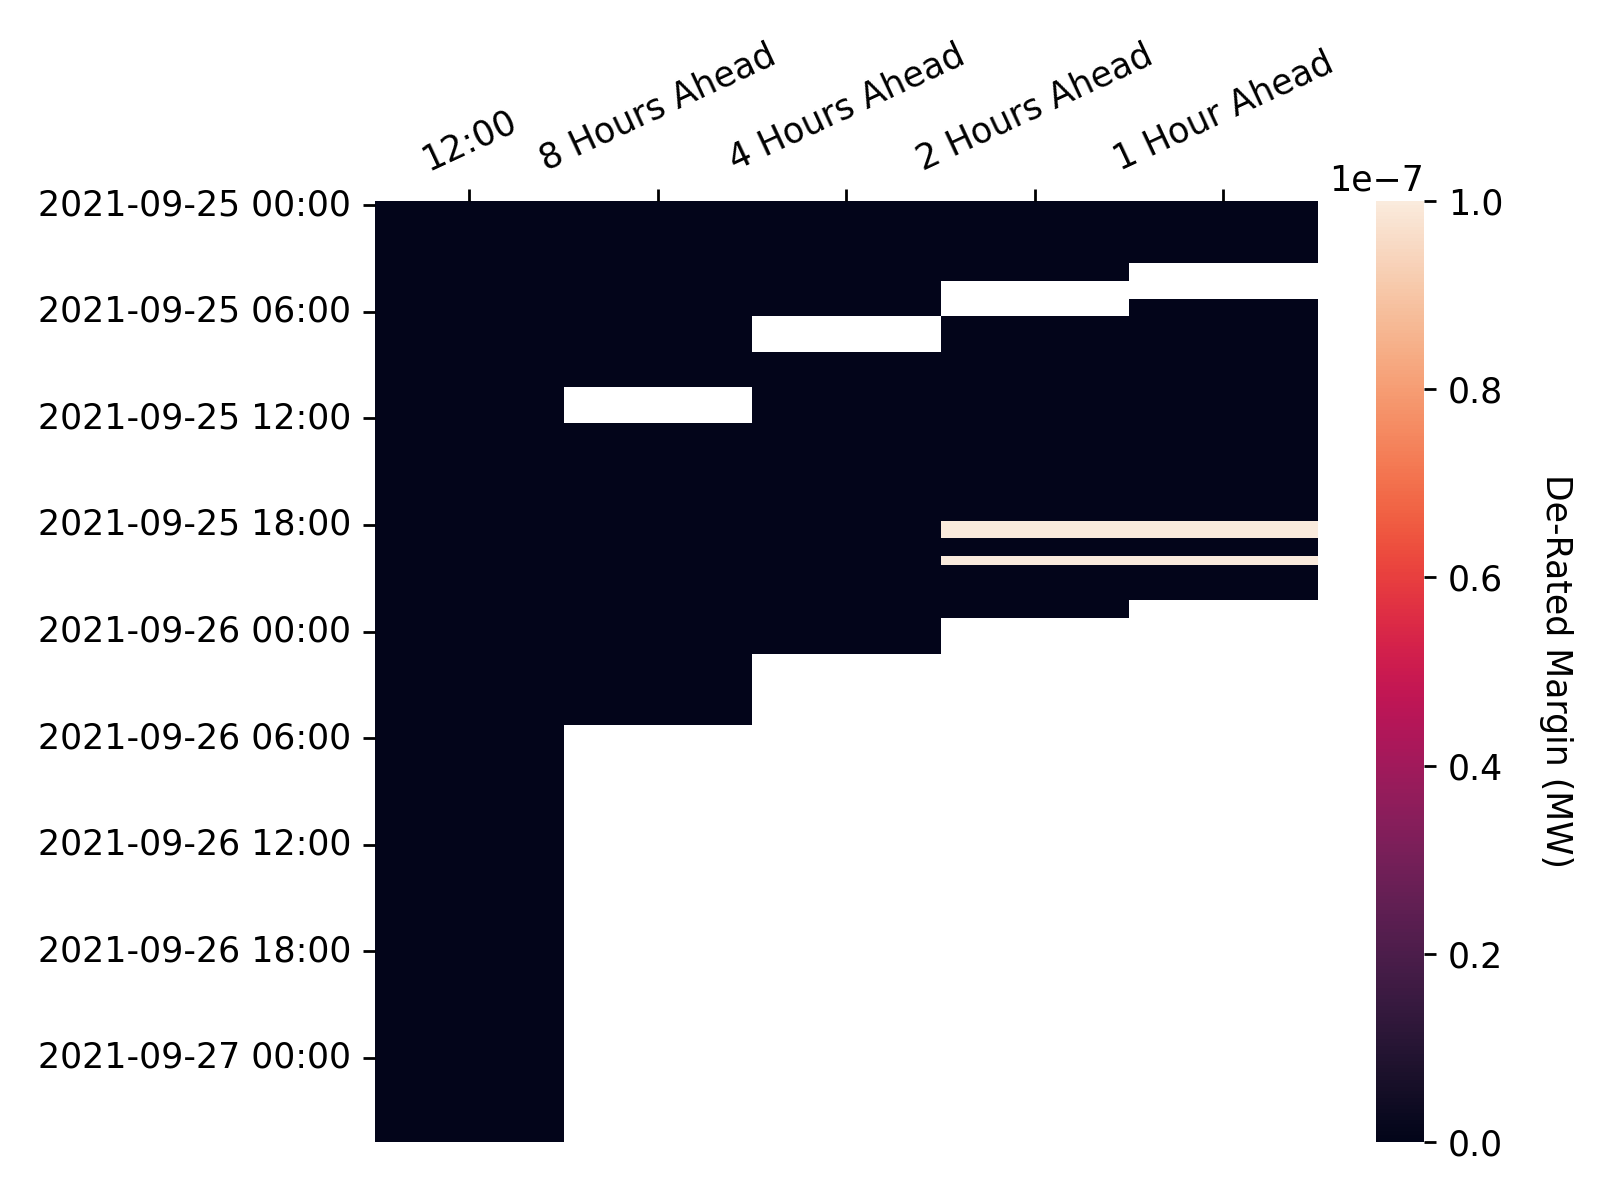 12:00
8 Hours Ahead
4 Hours Ahead
2 Hours Ahead
1 Hour Ahead
2021-09-25 00:00
2021-09-25 06:00
2021-09-25 12:00
2021-09-25 18:00
2021-09-26 00:00
2021-09-26 06:00
2021-09-26 12:00
2021-09-26 18:00
2021-09-27 00:00
1e−7
1.0
0.8
0.6
0.4
0.2
0.0
De-Rated Margin (MW)